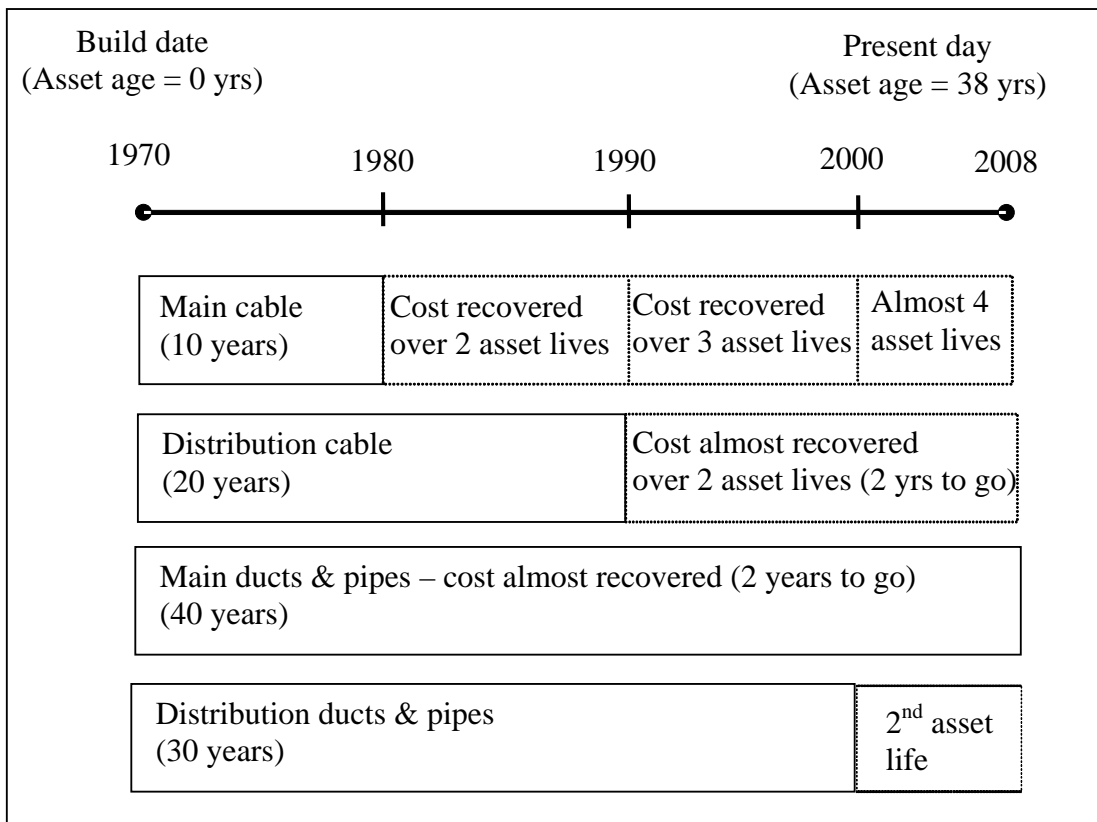 Build date
(Asset age = 0 yrs)
Present day
(Asset age = 38 yrs)
1970
1980
1990
2000
2008
Main cable
(10 years)
Cost recovered
over 2 asset lives
Cost recovered
over 3 asset lives
Almost 4
asset lives
Distribution cable
(20 years)
Cost almost recovered
over 2 asset lives (2 yrs to go)
Main ducts & pipes – cost almost recovered (2 years to go)
(40 years)
Distribution ducts & pipes
(30 years)
2nd asset
life